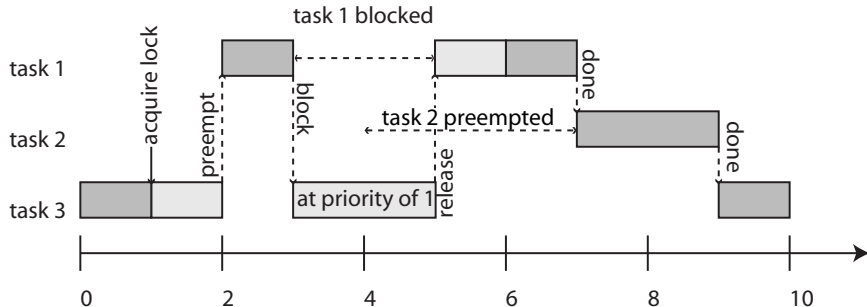 task 1 blocked
task 1
acquire lock
preempt
block
done
task 2 preempted
task 2
done
release
at priority of 1
task 3
0 2 4 6 8 10